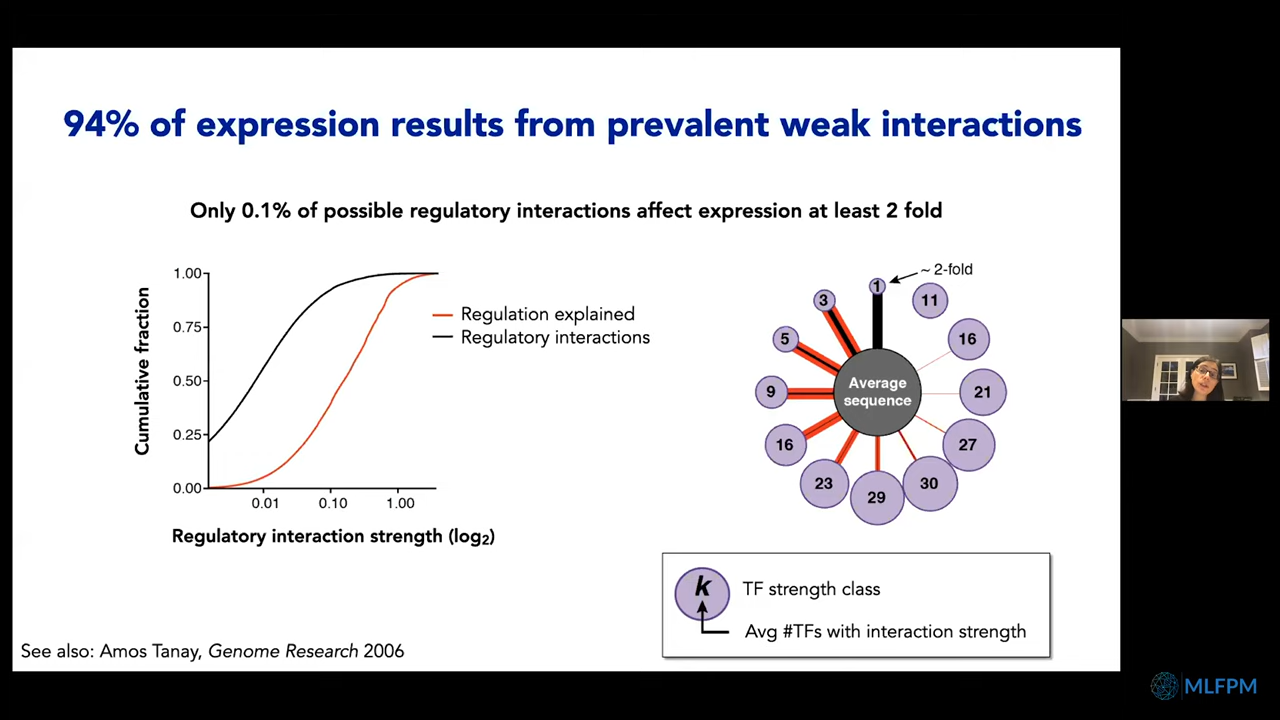 94% of expression results from prevalent weak interactions
Only 0.1% of possible regulatory interactions affect expression at least 2 fold
1.00
0.75
0.50
0.25
0.00
Cumulative fraction
0.01 0.10 1.00
Regulatory interaction strength (log₂)
Regulation explained
Regulatory interactions
~ 2-fold
1
11
16
21
27
30
29
23
16
9
5
3
Average
sequence
k
TF strength class
Avg #TFs with interaction strength
See also: Amos Tanay, Genome Research 2006
MLFPM